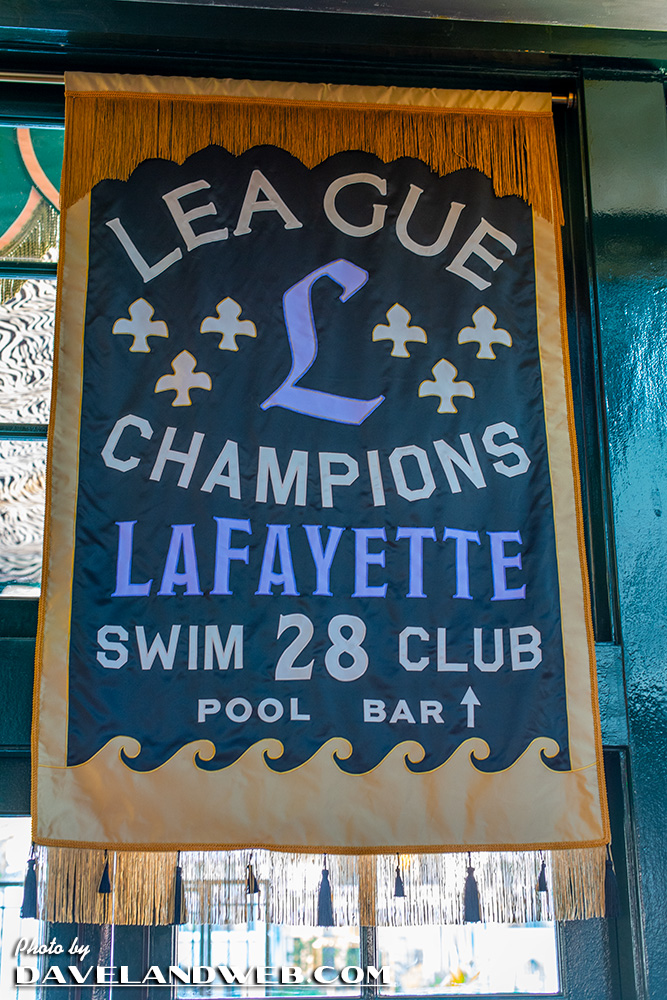 LEAGUE
L
CHAMPIONS
LAFAYETTE
SWIM 28 CLUB
POOL BAR ↑
Photo by
DAVELANDWEB.COM